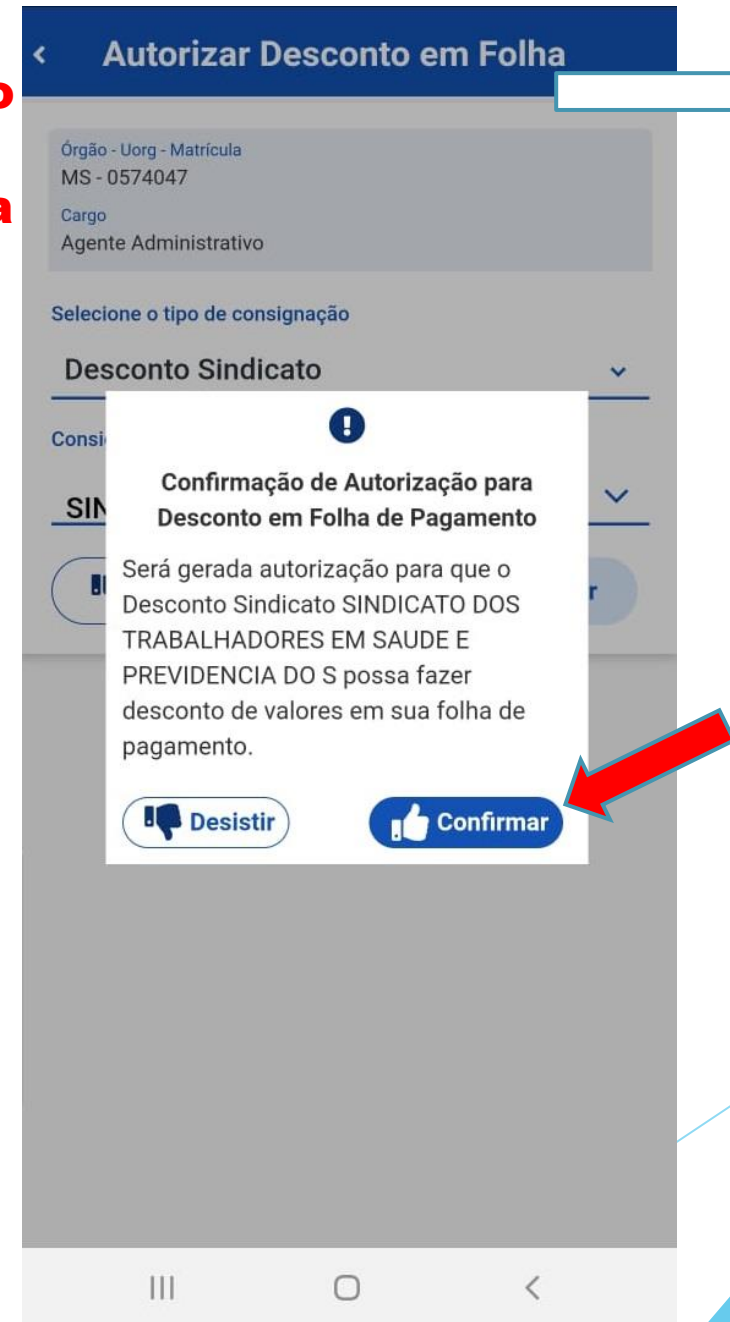 Autorizar Desconto em Folha
o
a
Órgão - Uorg - Matrícula
MS - 0574047
Cargo
Agente Administrativo
Selecione o tipo de consignação
Desconto Sindicato
Consi
SIN
r
Confirmação de Autorização para
Desconto em Folha de Pagamento
Será gerada autorização para que o
Desconto Sindicato SINDICATO DOS
TRABALHADORES EM SAUDE E
PREVIDENCIA DO S possa fazer
desconto de valores em sua folha de
pagamento.
Desistir
Confirmar